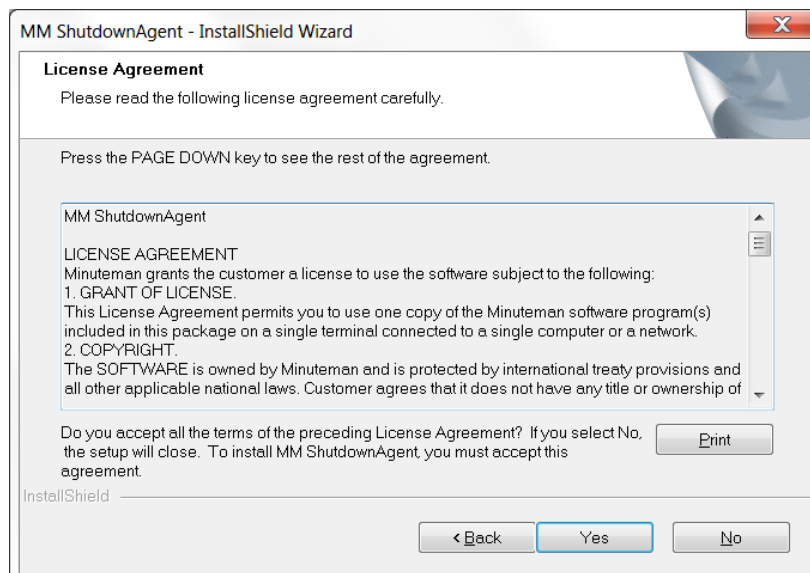 MM ShutdownAgent - InstallShield Wizard
License Agreement
Please read the following license agreement carefully.
Press the PAGE DOWN key to see the rest of the agreement.
MM ShutdownAgent
LICENSE AGREEMENT
Minuteman grants the customer a license to use the software subject to the following:
1. GRANT OF LICENSE.
This License Agreement permits you to use one copy of the Minuteman software program(s)
included in this package on a single terminal connected to a single computer or a network.
2. COPYRIGHT.
The SOFTWARE is owned by Minuteman and is protected by international treaty provisions and
all other applicable national laws. Customer agrees that it does not have any title or ownership of
Do you accept all the terms of the preceding License Agreement? If you select No,
the setup will close. To install MM ShutdownAgent, you must accept this
agreement.
Print
InstallShield
< Back
Yes
No